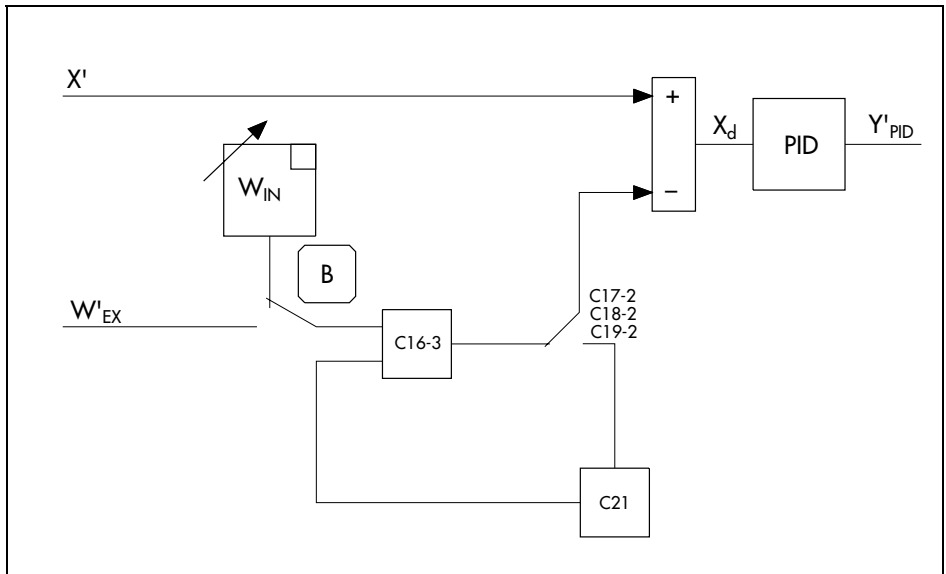 X'
+
X_d
PID
Y'_PID
W_IN
−
B
W'_EX
C17-2
C18-2
C19-2
C16-3
C21